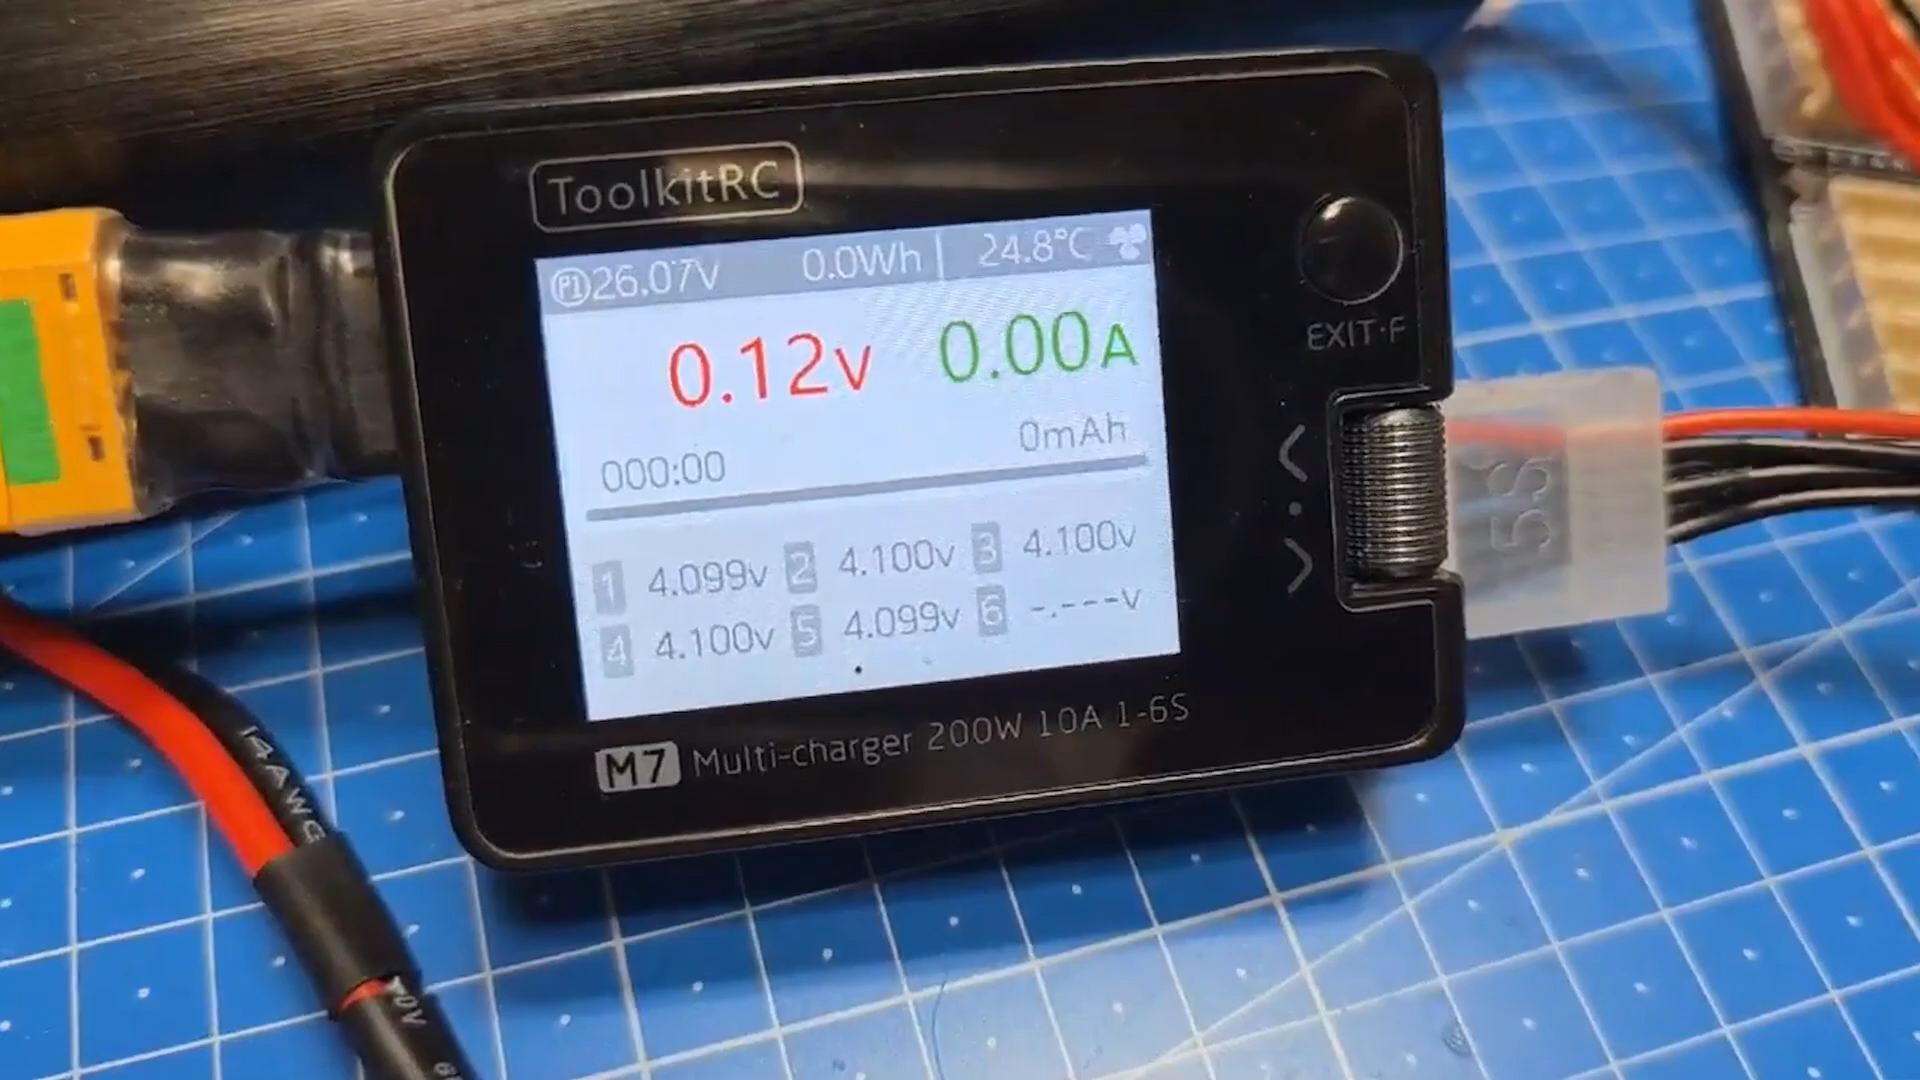 ToolkitRC
P1 26.07V 0.0Wh | 24.8°C
0.12V 0.00A
000:00 0mAh
1 4.099v 2 4.100v 3 4.100v
4 4.100v 5 4.099v 6 -.---v
M7 Multi-charger 200W 10A 1-6S
EXIT·F
< · >
5S
14AWG